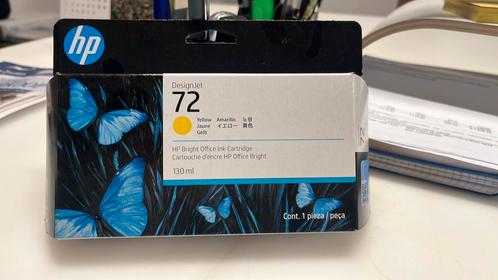 hp
DesignJet
72
Yellow Amarillo 노랑
Jaune イエロー 黄色
Gelb
HP Bright Office Ink Cartridge
Cartouche d'encre HP Office Bright
130 ml
Cont. 1 pieza / peça